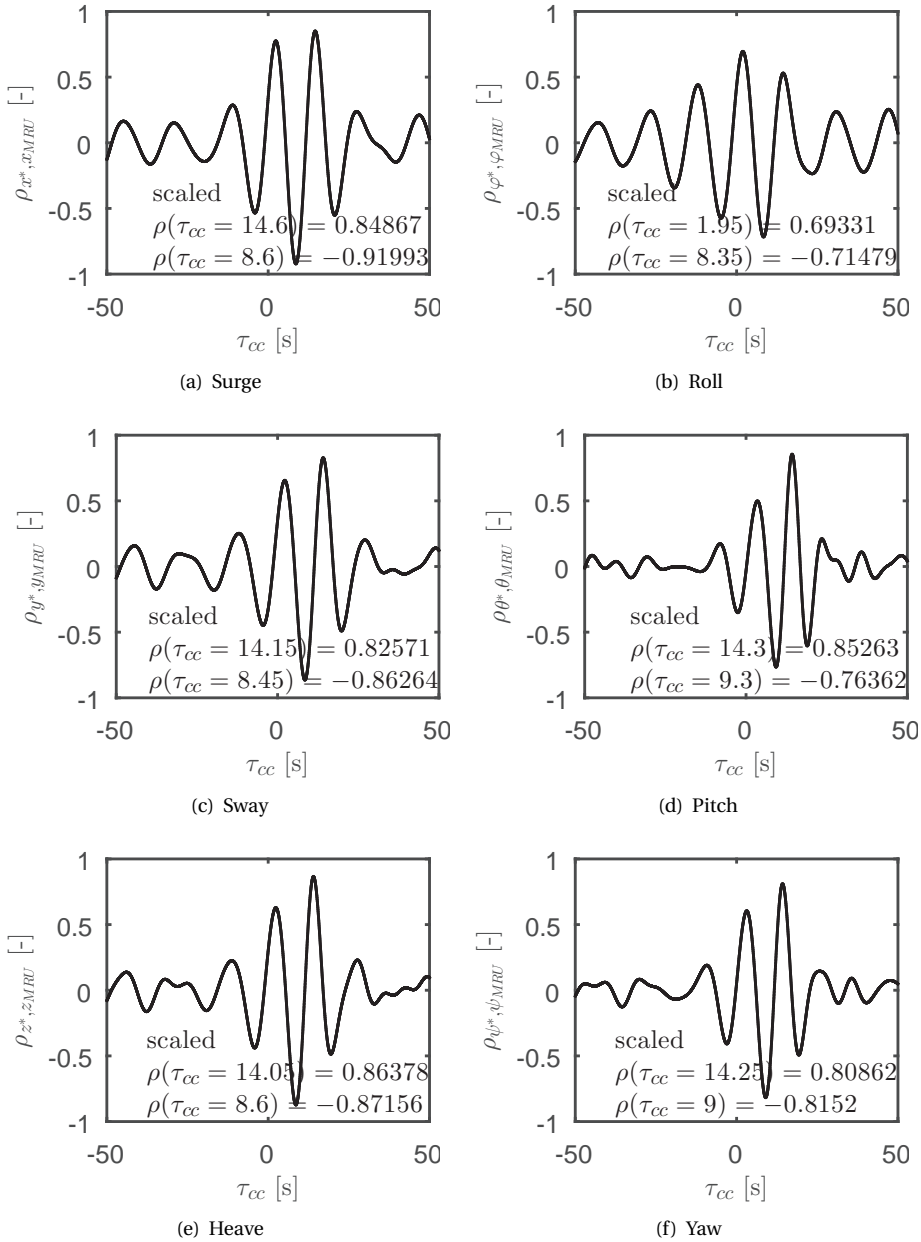 1
0.5
0
-0.5
-1
ρx*,xMRU [-]
scaled
ρ(τcc = 14.6) = 0.84867
ρ(τcc = 8.6) = −0.91993
-50 0 50
τcc [s]
(a) Surge
1
0.5
0
-0.5
-1
ρφ*,φMRU [-]
scaled
ρ(τcc = 1.95) = 0.69331
ρ(τcc = 8.35) = −0.71479
-50 0 50
τcc [s]
(b) Roll
1
0.5
0
-0.5
-1
ρy*,yMRU [-]
scaled
ρ(τcc = 14.15) = 0.82571
ρ(τcc = 8.45) = −0.86264
-50 0 50
τcc [s]
(c) Sway
1
0.5
0
-0.5
-1
ρθ*,θMRU [-]
scaled
ρ(τcc = 14.3) = 0.85263
ρ(τcc = 9.3) = −0.76362
-50 0 50
τcc [s]
(d) Pitch
1
0.5
0
-0.5
-1
ρz*,zMRU [-]
scaled
ρ(τcc = 14.05) = 0.86378
ρ(τcc = 8.6) = −0.87156
-50 0 50
τcc [s]
(e) Heave
1
0.5
0
-0.5
-1
ρψ*,ψMRU [-]
scaled
ρ(τcc = 14.25) = 0.80862
ρ(τcc = 9) = −0.8152
-50 0 50
τcc [s]
(f) Yaw